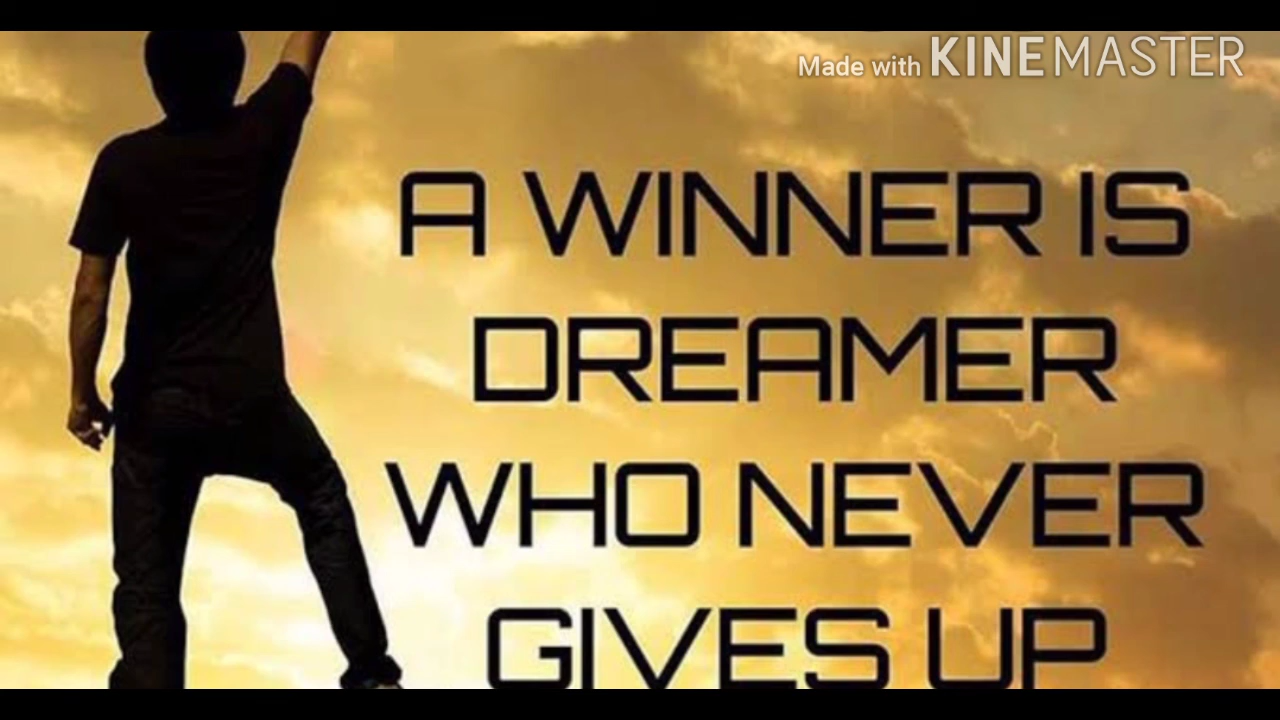 Made with KINEMASTER
A WINNER IS
DREAMER
WHO NEVER
GIVES UP